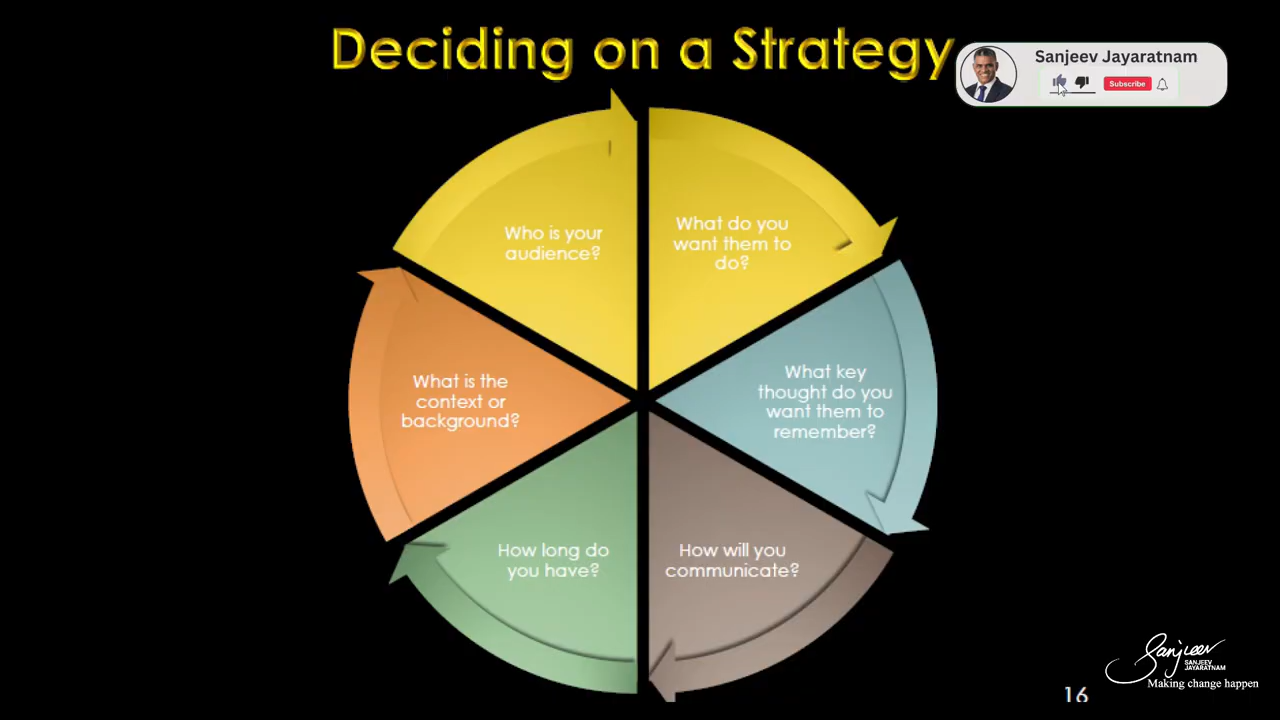 Deciding on a Strategy
Sanjeev Jayaratnam
Subscribe
Who is your
audience?
What do you
want them to
do?
What key
thought do you
want them to
remember?
How will you
communicate?
How long do
you have?
What is the
context or
background?
Sanjeev
SANJEEV
JAYARATNAM
Making change happen
16